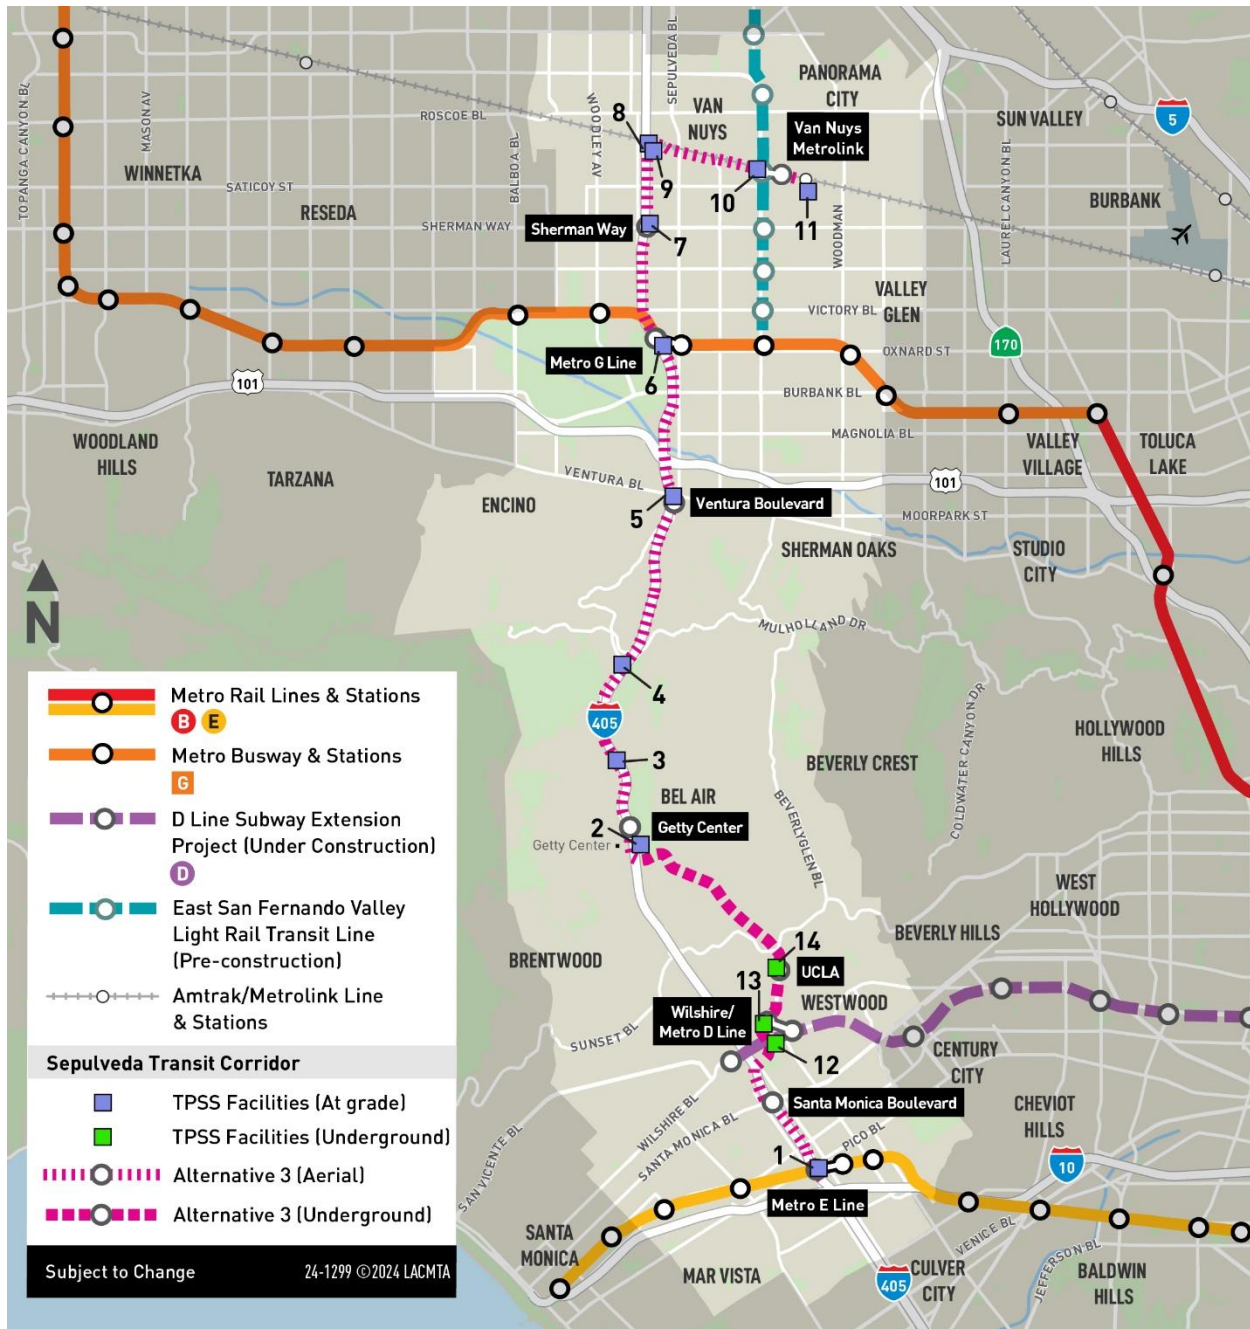 SEPULVEDA BL
PANORAMA
CITY
TOPANGA CANYON BL
MASON AV
WOODLEY AV
ROSCOE BL
BALBOA BL
VAN
NUYS
SUN VALLEY
5
LAUREL CANYON BL
8
9
Van Nuys
Metrolink
WINNETKA
SATICOY ST
RESEDA
10
11
BURBANK
SHERMAN WAY
Sherman Way
7
WOODMAN
VALLEY
GLEN
VICTORY BL
170
OXNARD ST
Metro G Line
6
BURBANK BL
101
MAGNOLIA BL
WOODLAND
HILLS
VALLEY
VILLAGE
TOLUCA
LAKE
TARZANA
VENTURA BL
101
ENCINO
5
Ventura Boulevard
MOORPARK ST
SHERMAN OAKS
STUDIO
CITY
N
MULHOLLAND DR
4
405
COLDWATER CANYON DR
HOLLYWOOD
HILLS
3
BEVERLY CREST
BEL AIR
BEVERLYGLEN BL
2
Getty Center
Getty Center
WEST
HOLLYWOOD
BEVERLY HILLS
14
UCLA
BRENTWOOD
13
WESTWOOD
Wilshire/
Metro D Line
SUNSET BL
12
CENTURY
CITY
Santa Monica Boulevard
CHEVIOT
HILLS
WILSHIRE BL
SANTA MONICA BL
PICO BL
SAN VICENTE BL
1
10
Metro E Line
SANTA
MONICA
VENICE BL
JEFFERSON BL
MAR VISTA
405
CULVER
CITY
BALDWIN
HILLS
Metro Rail Lines & Stations
B E
Metro Busway & Stations
G
D Line Subway Extension
Project (Under Construction)
D
East San Fernando Valley
Light Rail Transit Line
(Pre-construction)
Amtrak/Metrolink Line
& Stations
Sepulveda Transit Corridor
TPSS Facilities (At grade)
TPSS Facilities (Underground)
Alternative 3 (Aerial)
Alternative 3 (Underground)
Subject to Change
24-1299 ©2024 LACMTA